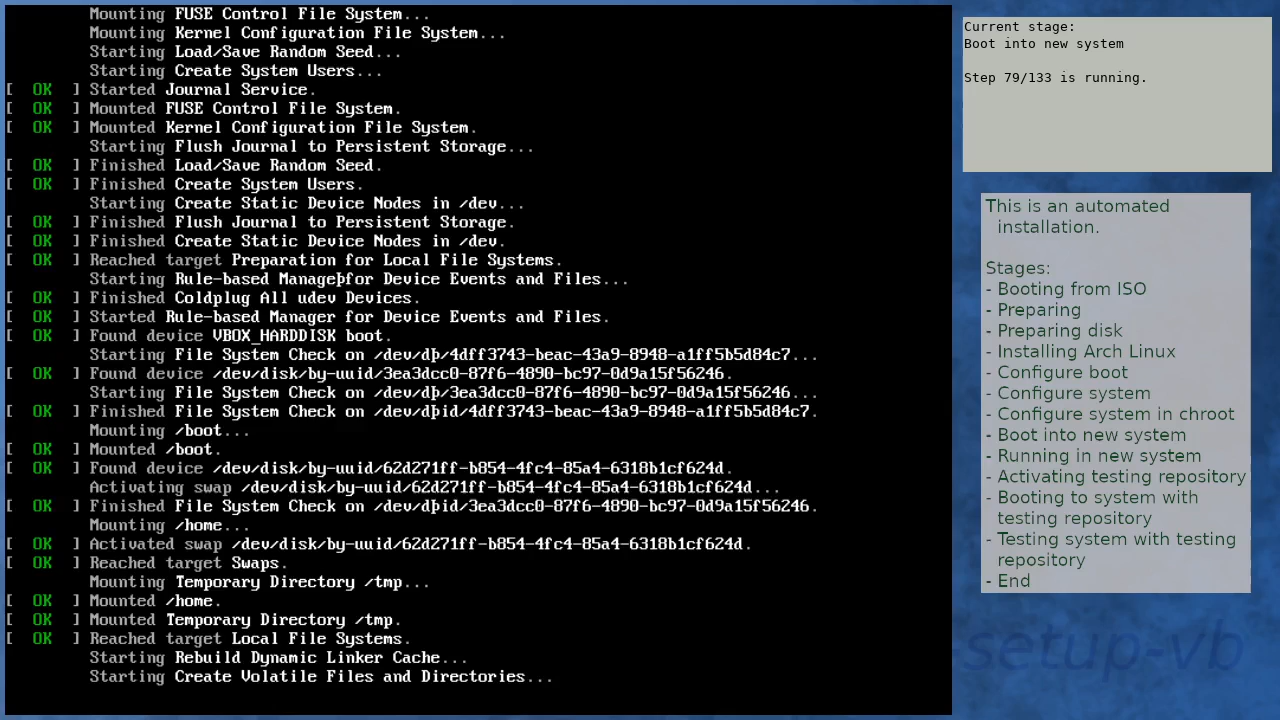 Mounting FUSE Control File System...
Mounting Kernel Configuration File System...
Starting Load/Save Random Seed...
Starting Create System Users...
[  OK  ] Started Journal Service.
[  OK  ] Mounted FUSE Control File System.
[  OK  ] Mounted Kernel Configuration File System.
Starting Flush Journal to Persistent Storage...
[  OK  ] Finished Load/Save Random Seed.
[  OK  ] Finished Create System Users.
Starting Create Static Device Nodes in /dev...
[  OK  ] Finished Flush Journal to Persistent Storage.
[  OK  ] Finished Create Static Device Nodes in /dev.
[  OK  ] Reached target Preparation for Local File Systems.
Starting Rule-based Manageþfor Device Events and Files...
[  OK  ] Finished Coldplug All udev Devices.
[  OK  ] Started Rule-based Manager for Device Events and Files.
[  OK  ] Found device VBOX_HARDDISK boot.
Starting File System Check on /dev/dþ/4dff3743-beac-43a9-8948-a1ff5b5d84c7...
[  OK  ] Found device /dev/disk/by-uuid/3ea3dcc0-87f6-4890-bc97-0d9a15f56246.
Starting File System Check on /dev/dþ/3ea3dcc0-87f6-4890-bc97-0d9a15f56246...
[  OK  ] Finished File System Check on /dev/dþid/4dff3743-beac-43a9-8948-a1ff5b5d84c7.
Mounting /boot...
[  OK  ] Mounted /boot.
[  OK  ] Found device /dev/disk/by-uuid/62d271ff-b854-4fc4-85a4-6318b1cf624d.
Activating swap /dev/disk/by-uuid/62d271ff-b854-4fc4-85a4-6318b1cf624d...
[  OK  ] Finished File System Check on /dev/dþid/3ea3dcc0-87f6-4890-bc97-0d9a15f56246.
Mounting /home...
[  OK  ] Activated swap /dev/disk/by-uuid/62d271ff-b854-4fc4-85a4-6318b1cf624d.
[  OK  ] Reached target Swaps.
Mounting Temporary Directory /tmp...
[  OK  ] Mounted /home.
[  OK  ] Mounted Temporary Directory /tmp.
[  OK  ] Reached target Local File Systems.
Starting Rebuild Dynamic Linker Cache...
Starting Create Volatile Files and Directories...
Current stage:
Boot into new system
Step 79/133 is running.
This is an automated
installation.
Stages:
- Booting from ISO
- Preparing
- Preparing disk
- Installing Arch Linux
- Configure boot
- Configure system
- Configure system in chroot
- Boot into new system
- Running in new system
- Activating testing repository
- Booting to system with
testing repository
- Testing system with testing
repository
- End
-setup-vb